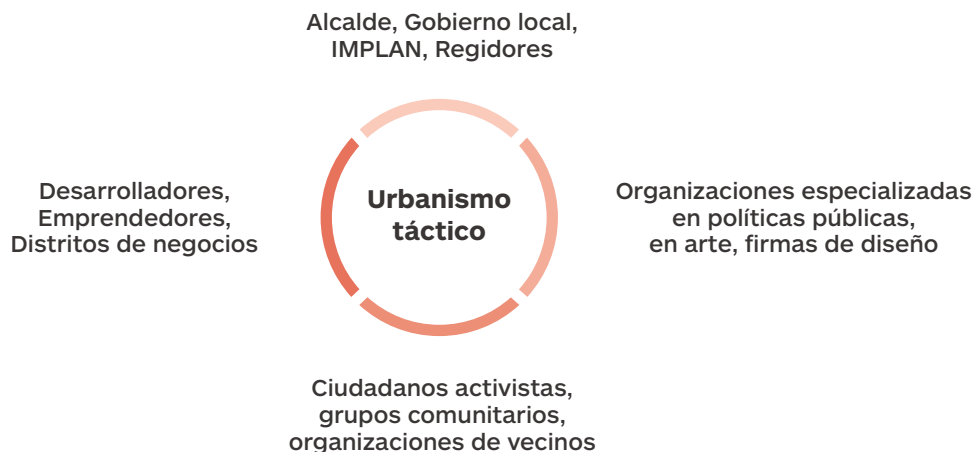 Alcalde, Gobierno local,
IMPLAN, Regidores
Desarrolladores,
Emprendedores,
Distritos de negocios
Urbanismo
táctico
Organizaciones especializadas
en políticas públicas,
en arte, firmas de diseño
Ciudadanos activistas,
grupos comunitarios,
organizaciones de vecinos